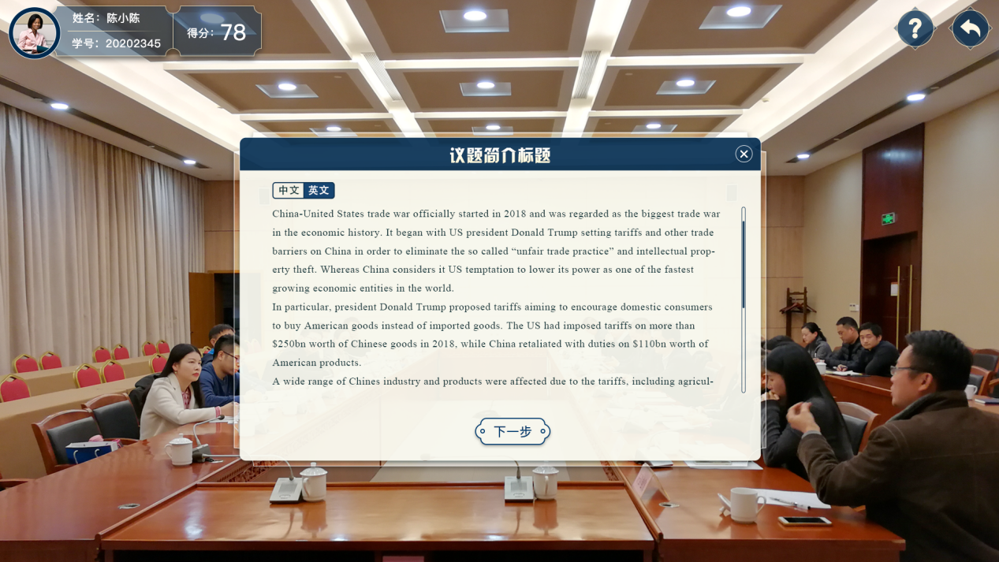 姓名：陈小陈
学号：20202345
得分：78
?
议题简介标题
中文 英文
China-United States trade war officially started in 2018 and was regarded as the biggest trade war
in the economic history. It began with US president Donald Trump setting tariffs and other trade
barriers on China in order to eliminate the so called “unfair trade practice” and intellectual prop-
erty theft. Whereas China considers it US temptation to lower its power as one of the fastest
growing economic entities in the world.
In particular, president Donald Trump proposed tariffs aiming to encourage domestic consumers
to buy American goods instead of imported goods. The US had imposed tariffs on more than
$250bn worth of Chinese goods in 2018, while China retaliated with duties on $110bn worth of
American products.
A wide range of Chines industry and products were affected due to the tariffs, including agricul-
下一步